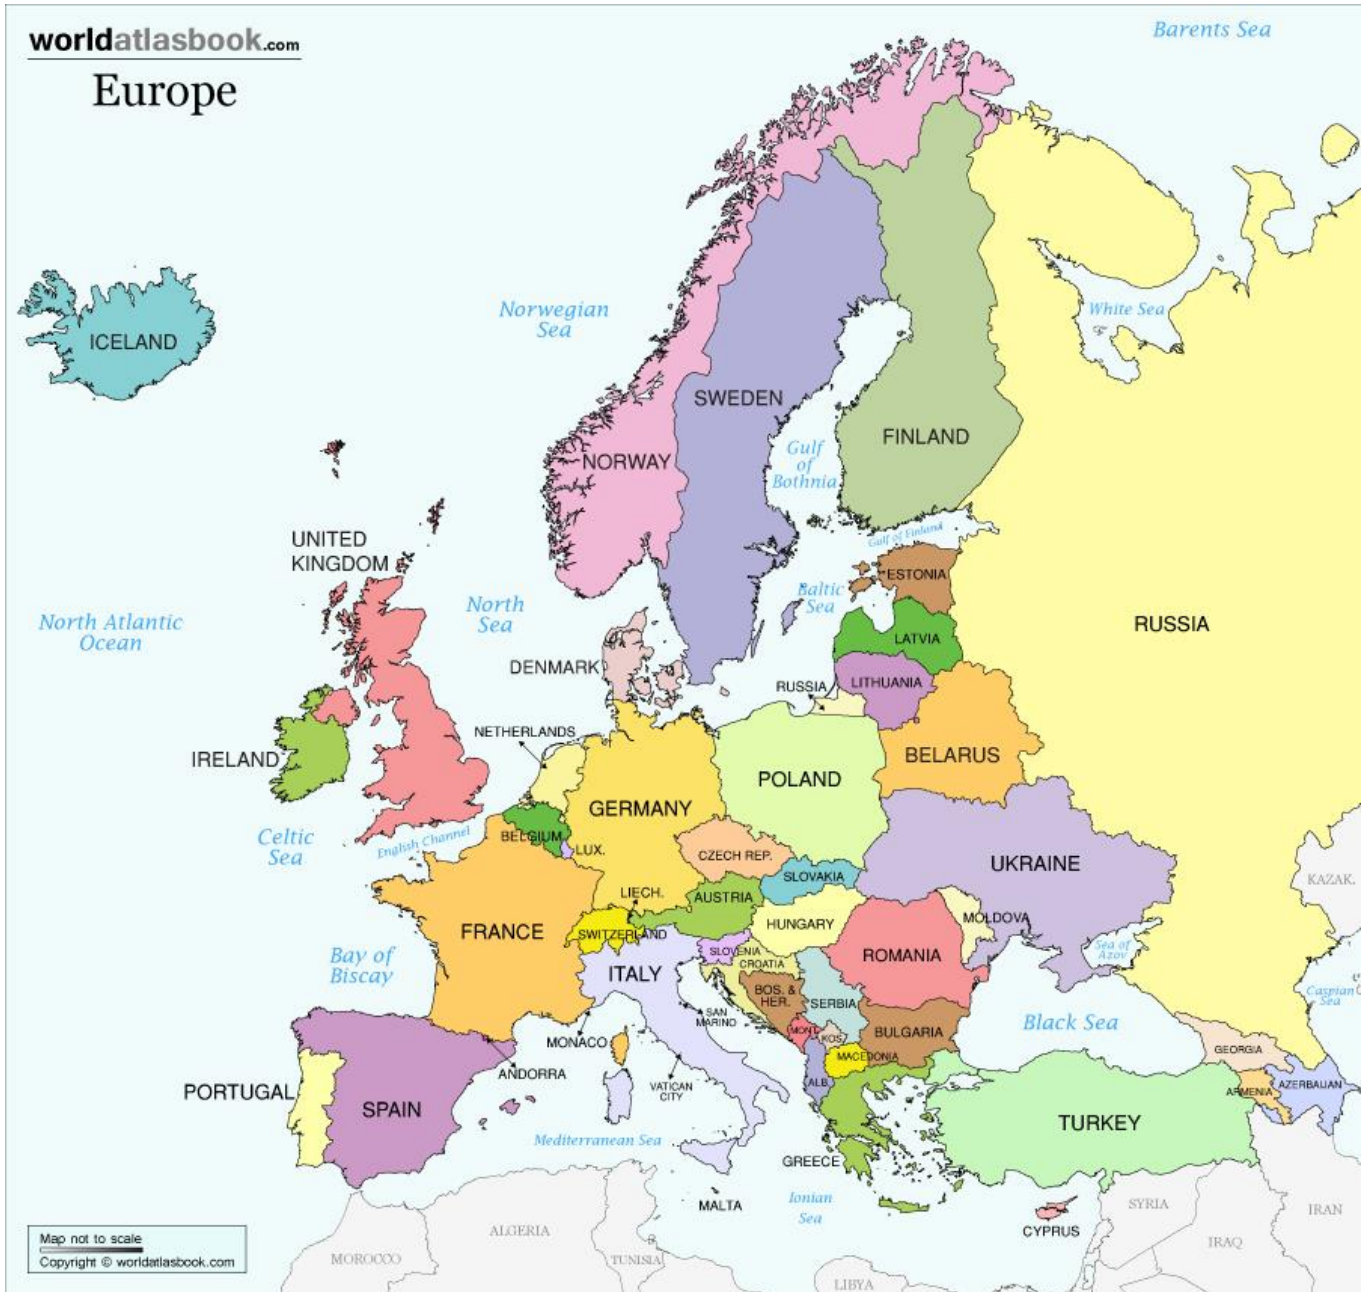 worldatlasbook.com
Europe
Barents Sea
White Sea
Norwegian
Sea
ICELAND
SWEDEN
FINLAND
NORWAY
Gulf
of
Bothnia
UNITED
KINGDOM
Gulf of Finland
ESTONIA
Baltic
Sea
North
Sea
North Atlantic
Ocean
RUSSIA
LATVIA
DENMARK
LITHUANIA
RUSSIA
NETHERLANDS
IRELAND
BELARUS
POLAND
GERMANY
Celtic
Sea
English Channel
BELGIUM
LUX.
CZECH REP.
UKRAINE
SLOVAKIA
KAZAK.
LIECH.
AUSTRIA
FRANCE
SWITZERLAND
HUNGARY
MOLDOVA
Bay of
Biscay
ITALY
SLOVENIA
CROATIA
ROMANIA
Sea of
Azov
BOS. &
HER.
SERBIA
Caspian
Sea
SAN
MARINO
MONT.
KOS.
BULGARIA
Black Sea
MONACO
MACEDONIA
GEORGIA
ANDORRA
VATICAN
CITY
ALB.
ARMENIA
AZERBAIJAN
PORTUGAL
SPAIN
TURKEY
Mediterranean Sea
GREECE
MALTA
Ionian
Sea
CYPRUS
SYRIA
IRAN
IRAQ
ALGERIA
MOROCCO
TUNISIA
LIBYA
Map not to scale
Copyright © worldatlasbook.com